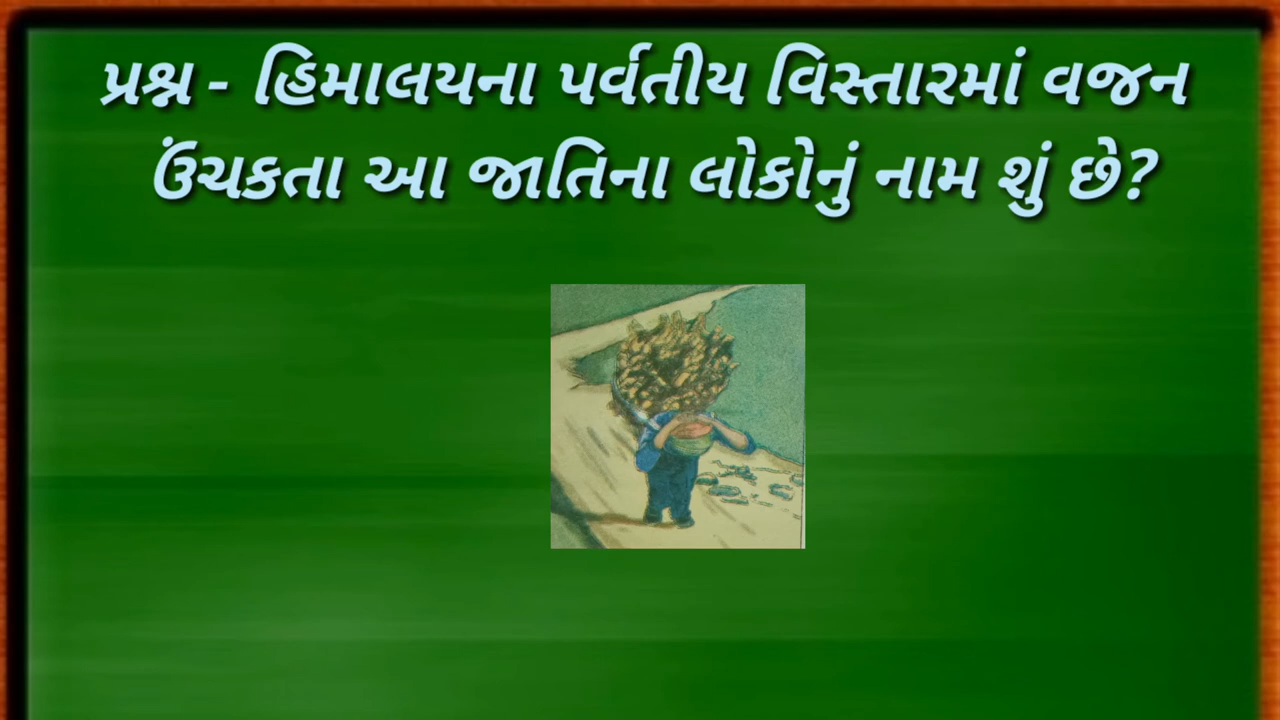 પ્રશ્ન - હિમાલયના પર્વતીય વિસ્તારમાં વજન
ઉંચકતા આ જાતિના લોકોનું નામ શું છે?